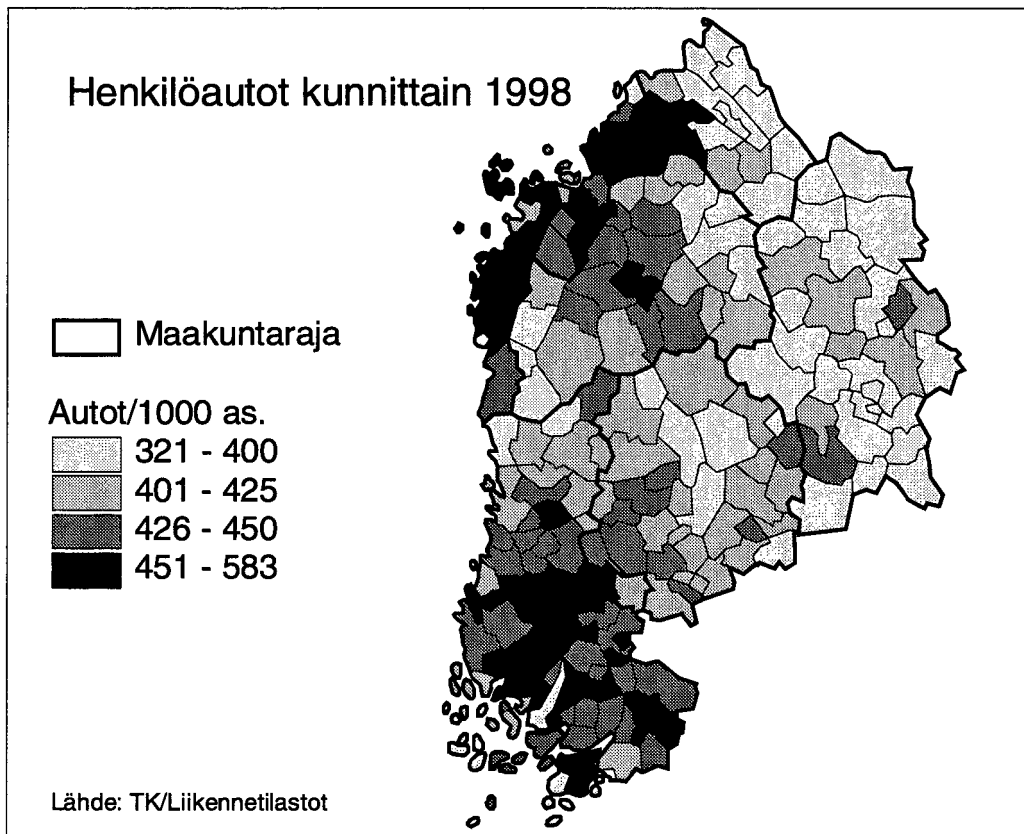 Henkilöautot kunnittain 1998
Maakuntaraja
Autot/1000 as.
321 - 400
401 - 425
426 - 450
451 - 583
Lähde: TK/Liikennetilastot